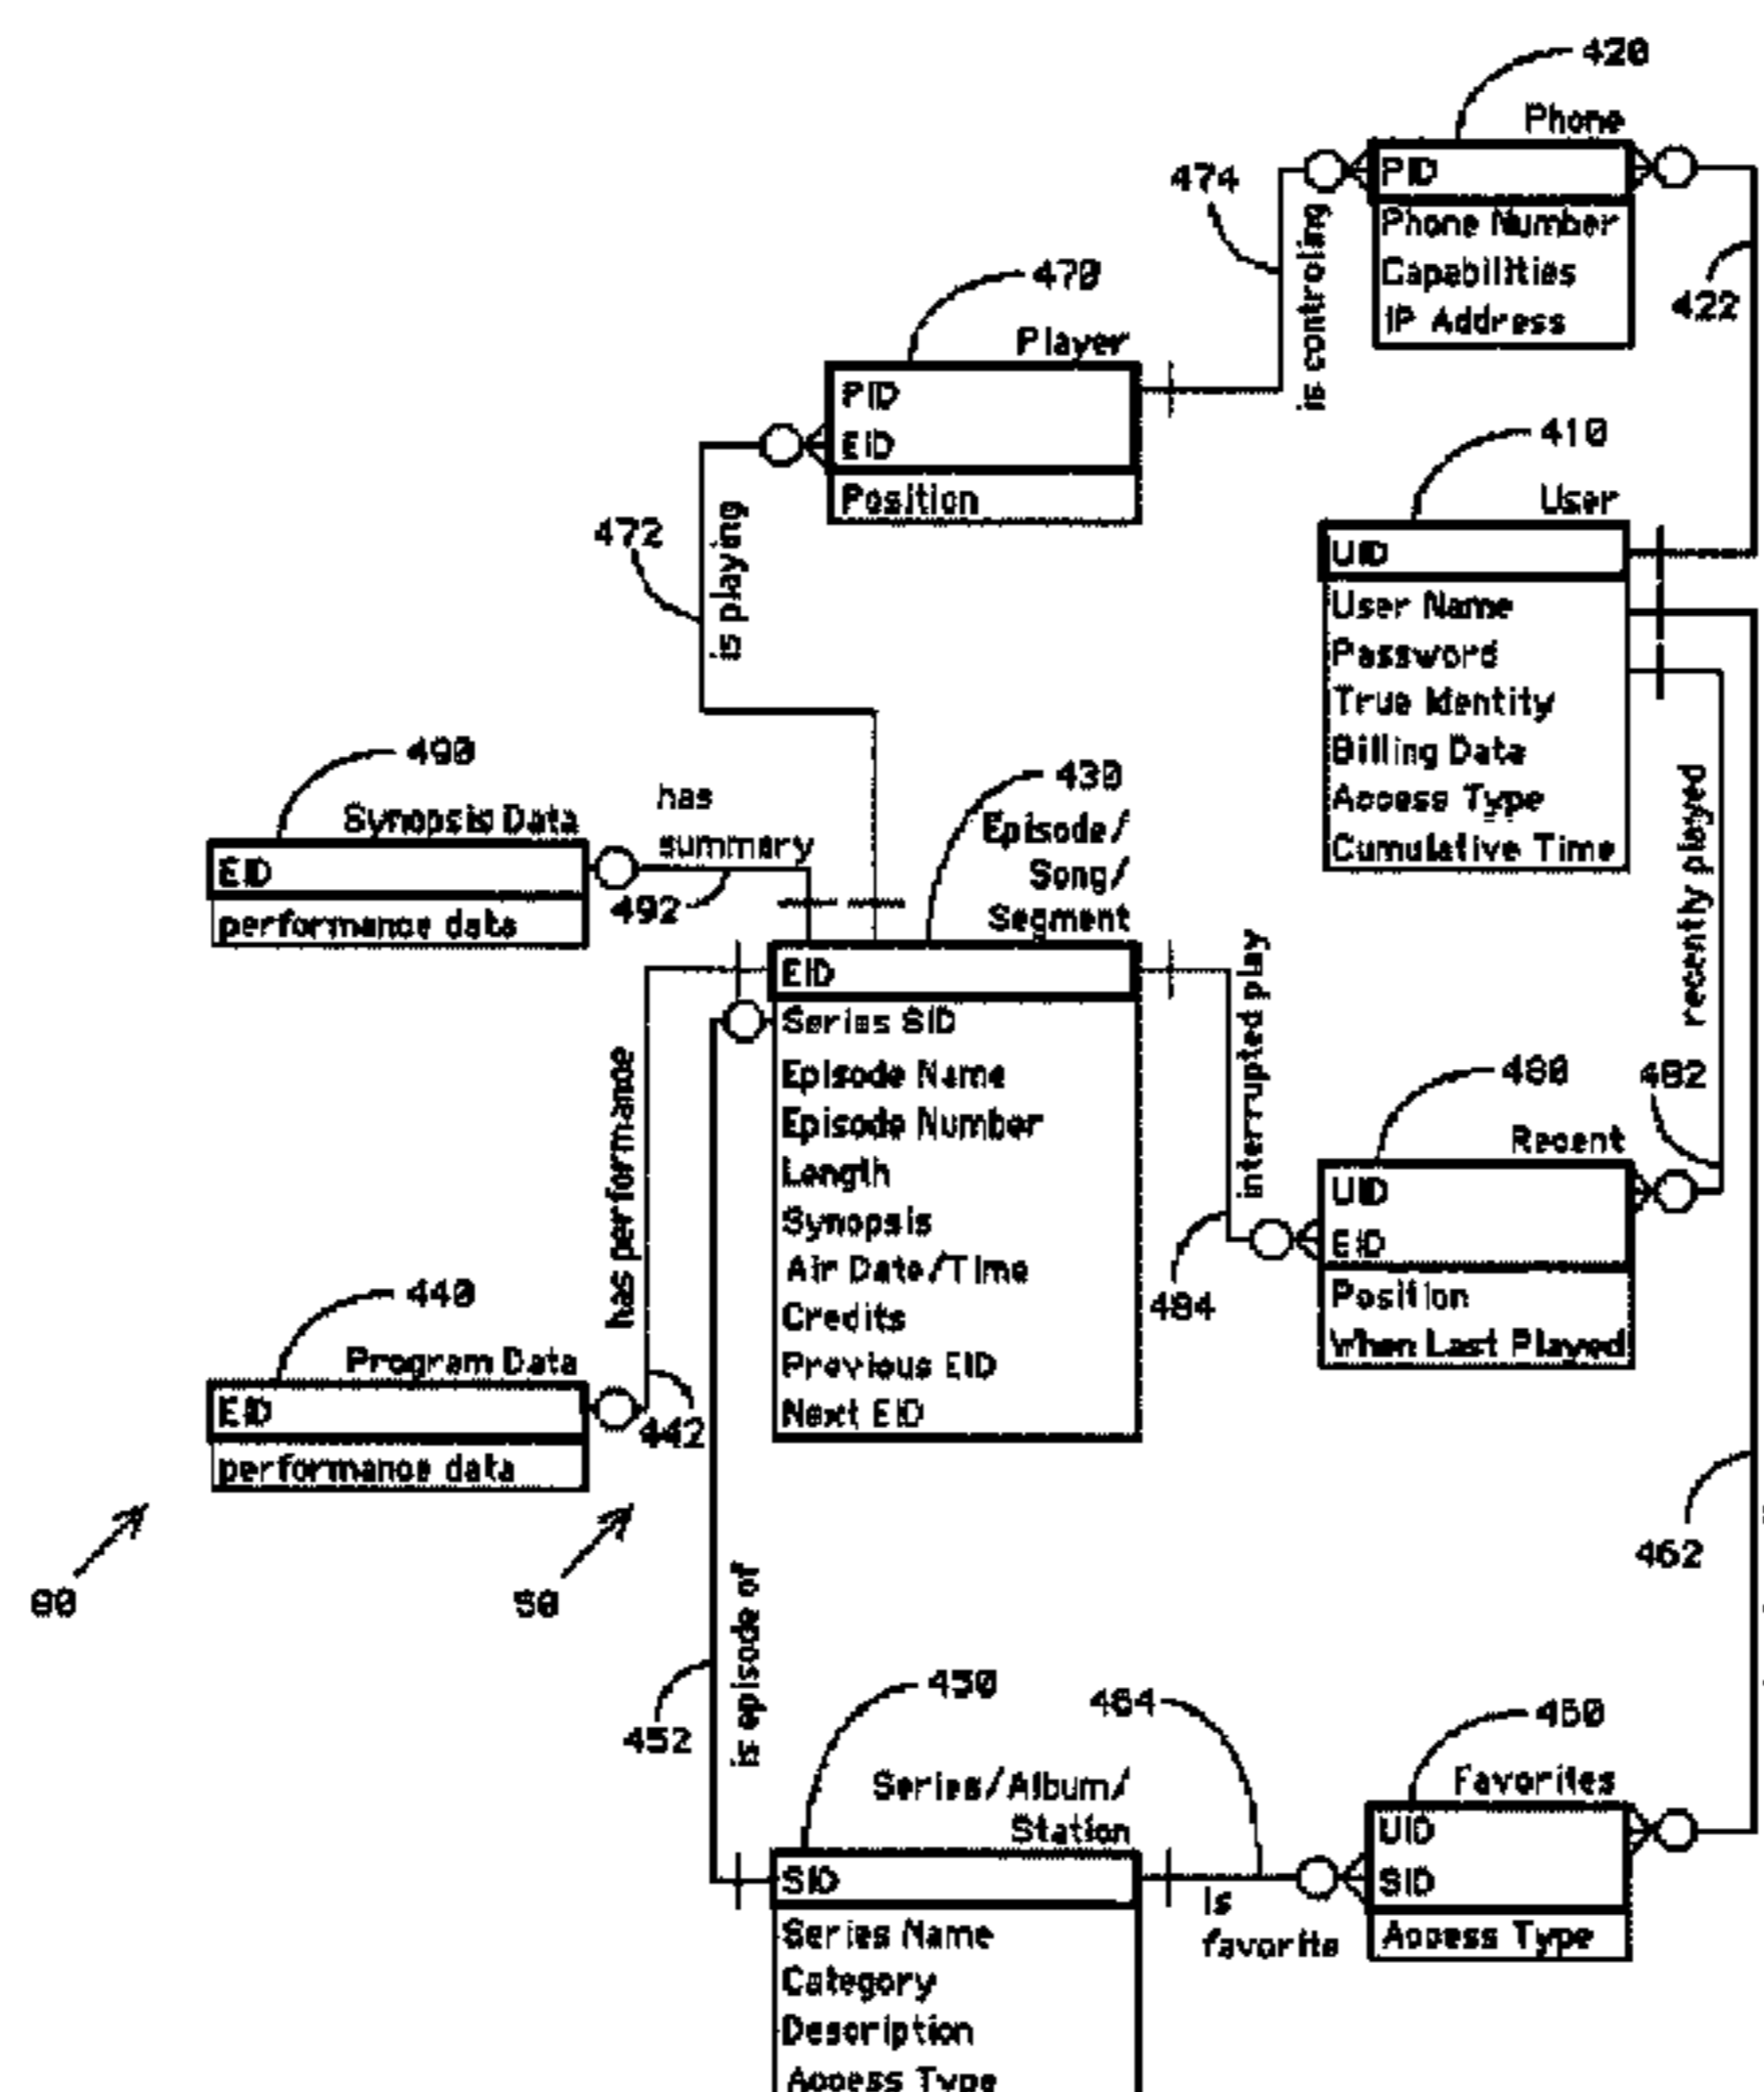 420
Phone
PID
Phone Number
Capabilities
IP Address
474
is controling
422
470
Player
PID
EID
Position
472
is playing
410
User
UID
User Name
Password
True Identity
Billing Data
Access Type
Cumulative Time
490
Synopsis Data
EID
performance data
has
summary
492
430
Episode/
Song/
Segment
EID
Series SID
Episode Name
Episode Number
Length
Synopsis
Air Date/Time
Credits
Previous EID
Next EID
interrupted play
recently played
480
482
Recent
UID
EID
Position
When Last Played
484
has performance
440
Program Data
EID
performance data
442
90
50
462
is episode of
452
450
464
Series/Album/
Station
SID
Series Name
Category
Description
Access Type
is
favorite
460
Favorites
UID
SID
Access Type